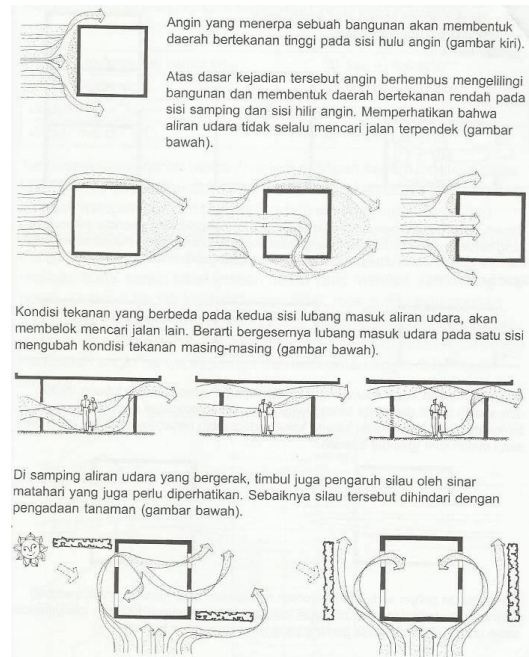 Angin yang menerpa sebuah bangunan akan membentuk
daerah bertekanan tinggi pada sisi hulu angin (gambar kiri).
Atas dasar kejadian tersebut angin berhembus mengelilingi
bangunan dan membentuk daerah bertekanan rendah pada
sisi samping dan sisi hilir angin. Memperhatikan bahwa
aliran udara tidak selalu mencari jalan terpendek (gambar
bawah).
Kondisi tekanan yang berbeda pada kedua sisi lubang masuk aliran udara, akan
membelok mencari jalan lain. Berarti bergesernya lubang masuk udara pada satu sisi
mengubah kondisi tekanan masing-masing (gambar bawah).
Di samping aliran udara yang bergerak, timbul juga pengaruh silau oleh sinar
matahari yang juga perlu diperhatikan. Sebaiknya silau tersebut dihindari dengan
pengadaan tanaman (gambar bawah).